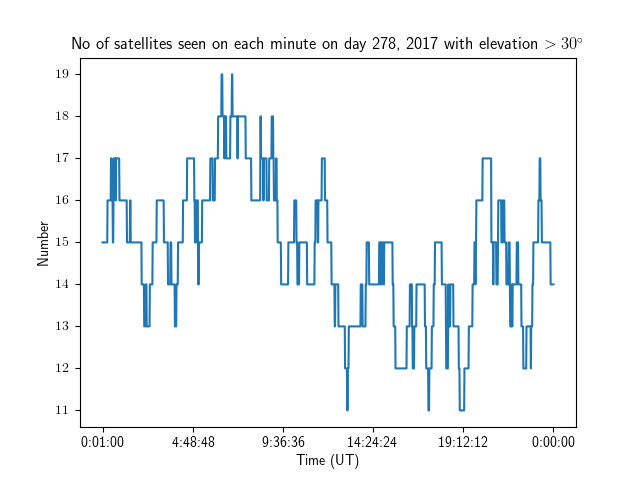 No of satellites seen on each minute on day 278, 2017 with elevation > 30°
19
18
17
16
15
14
13
12
11
Number
0:01:00 4:48:48 9:36:36 14:24:24 19:12:12 0:00:00
Time (UT)